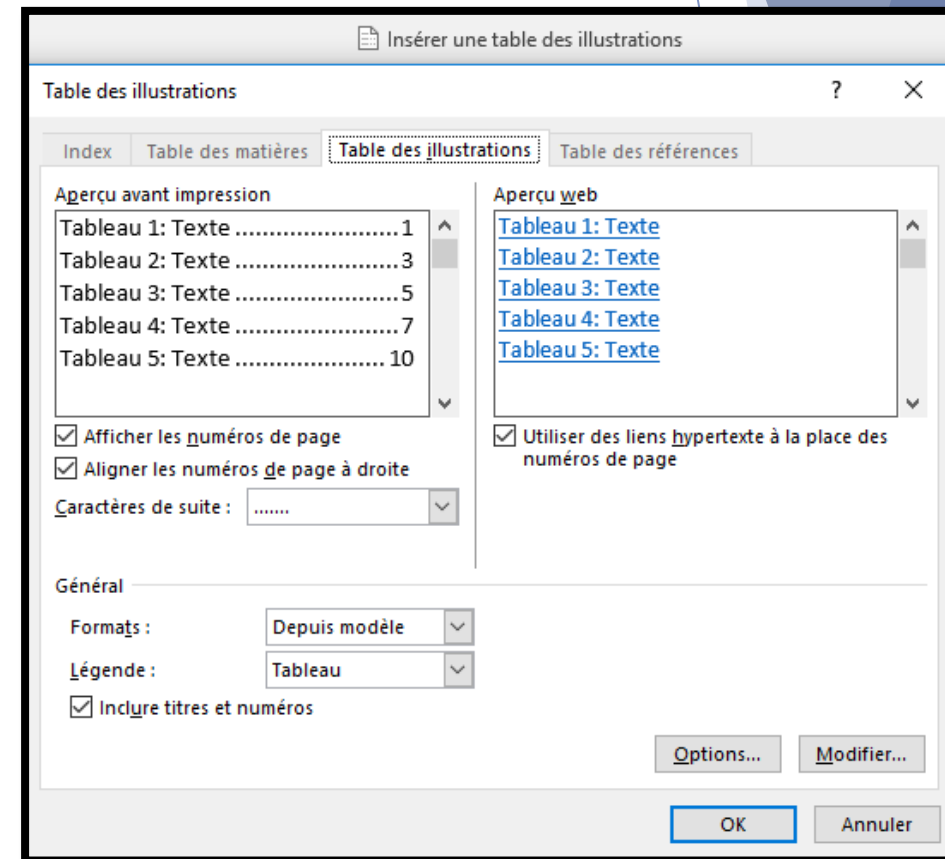 Insérer une table des illustrations
Table des illustrations
?
Index Table des matières Table des illustrations Table des références
Aperçu avant impression
Tableau 1: Texte ............................ 1
Tableau 2: Texte ............................ 3
Tableau 3: Texte ............................ 5
Tableau 4: Texte ............................ 7
Tableau 5: Texte .......................... 10
Afficher les numéros de page
Aligner les numéros de page à droite
Caractères de suite : .......
Aperçu web
Tableau 1: Texte
Tableau 2: Texte
Tableau 3: Texte
Tableau 4: Texte
Tableau 5: Texte
Utiliser des liens hypertexte à la place des
numéros de page
Général
Formats : Depuis modèle
Légende : Tableau
Inclure titres et numéros
Options... Modifier...
OK Annuler